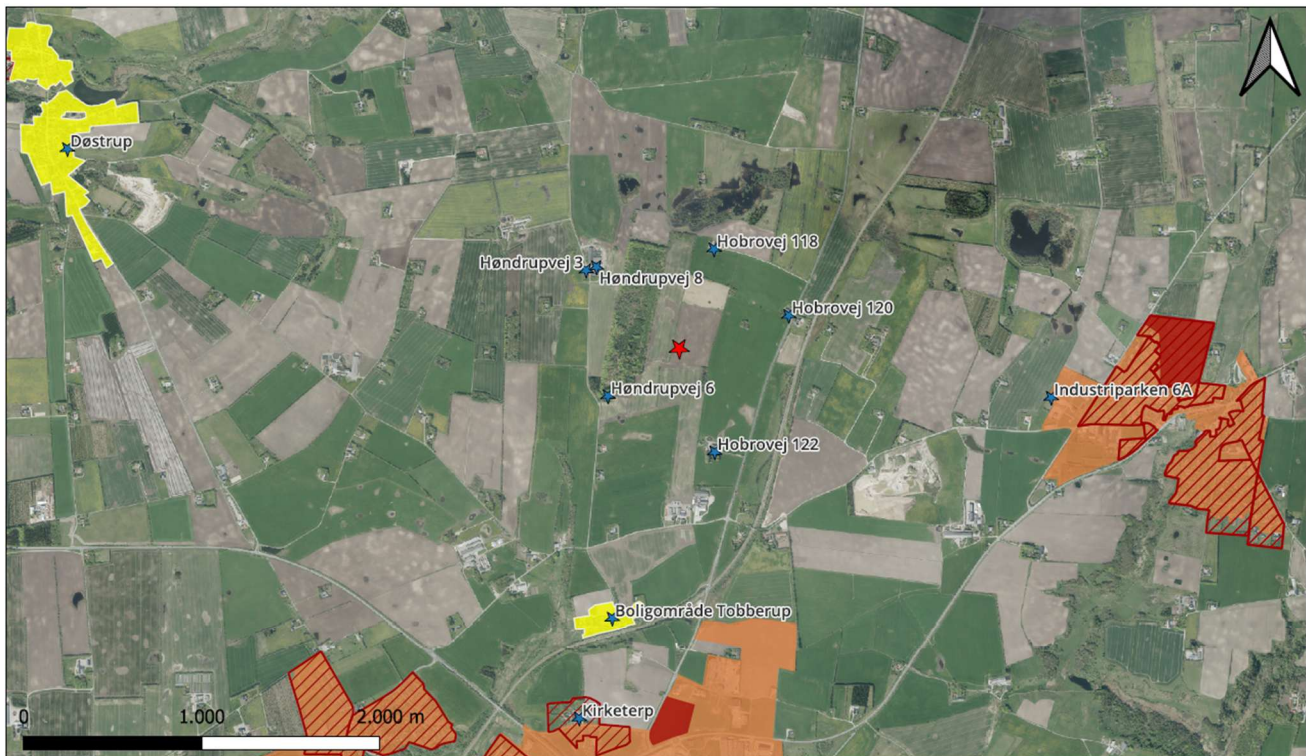 Døstrup
Hobrovej 118
Høndrupvej 3
Høndrupvej 8
Hobrovej 120
Høndrupvej 6
Industriparken 6A
Hobrovej 122
Boligområde Tobberup
Kirketerp
0 1.000 2.000 m